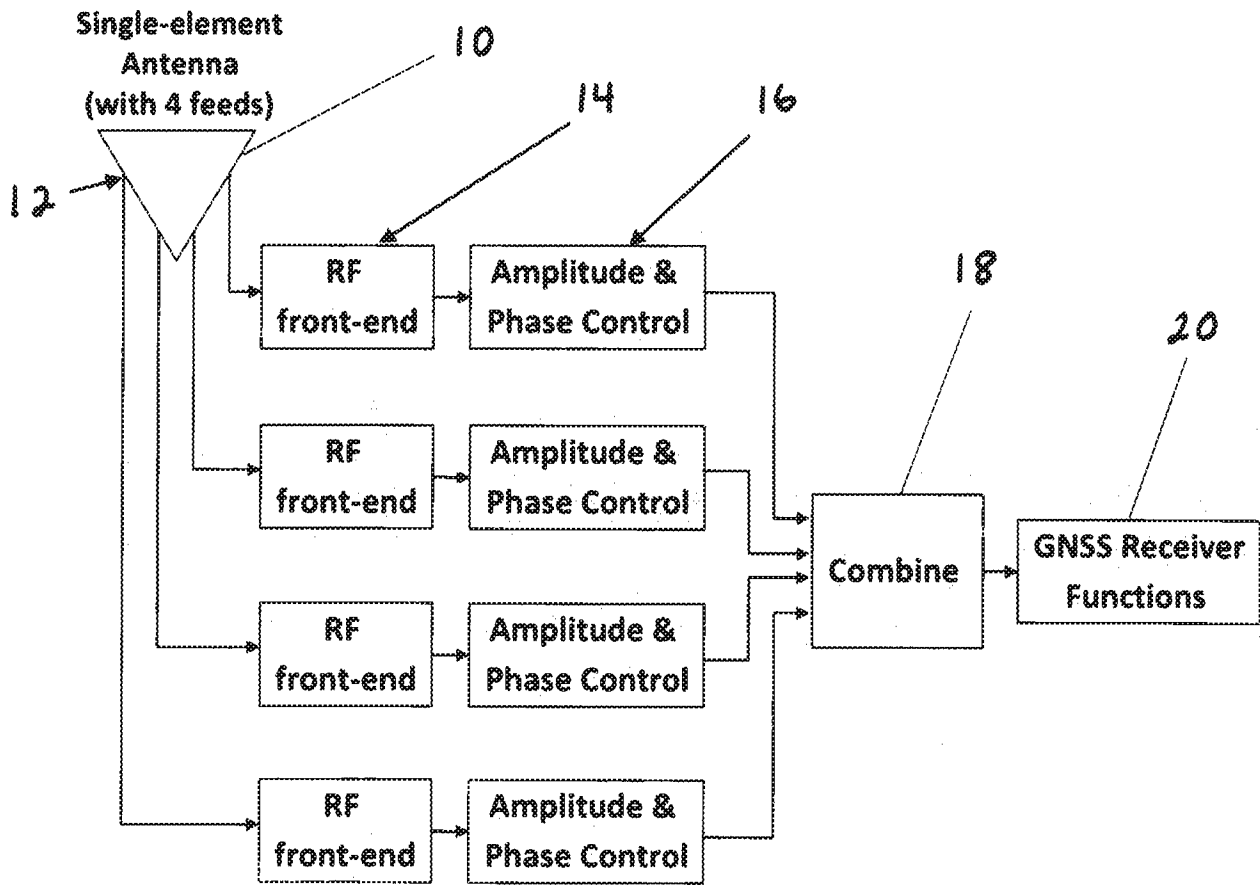 Single-element
Antenna
(with 4 feeds)
10
12
14
16
RF
front-end
Amplitude &
Phase Control
18
20
RF
front-end
Amplitude &
Phase Control
Combine
GNSS Receiver
Functions
RF
front-end
Amplitude &
Phase Control
RF
front-end
Amplitude &
Phase Control